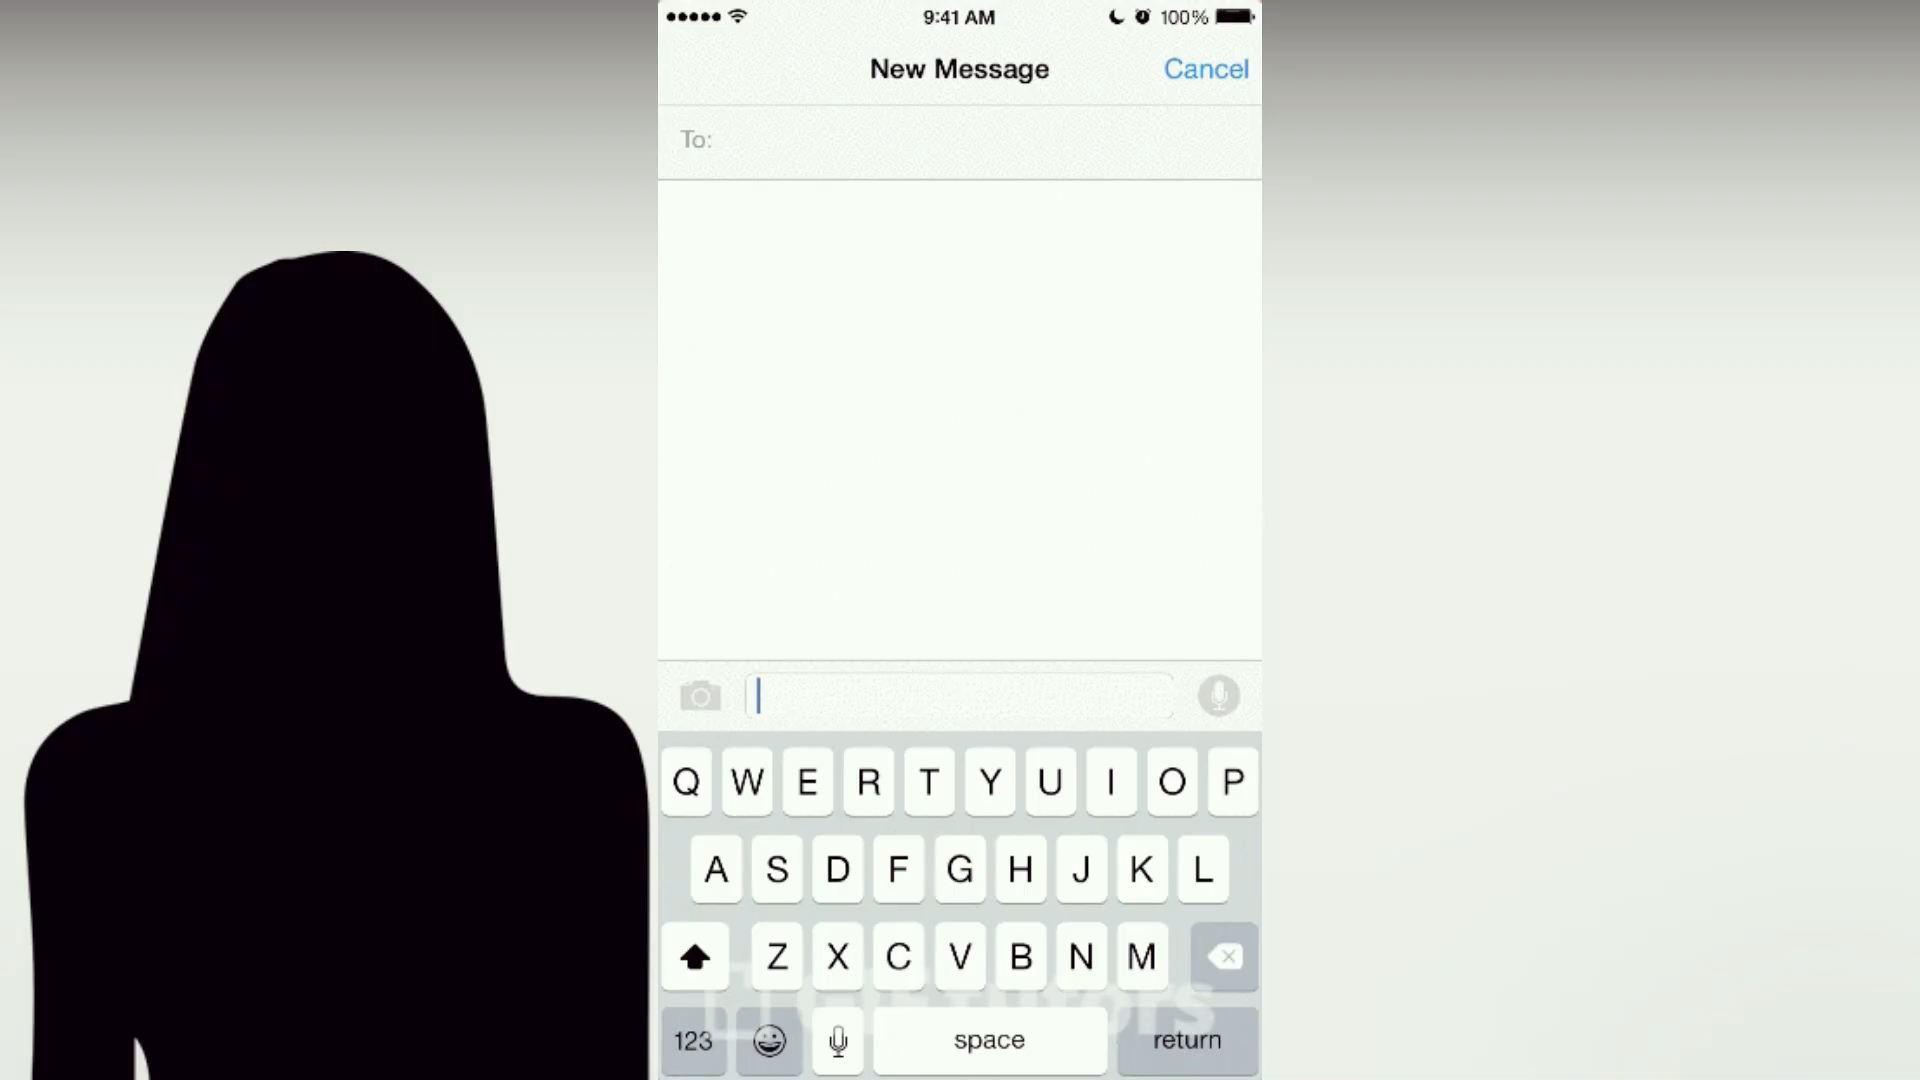 9:41 AM 100%
New Message Cancel
To:
Q W E R T Y U I O P
A S D F G H J K L
Z X C V B N M
123 space return